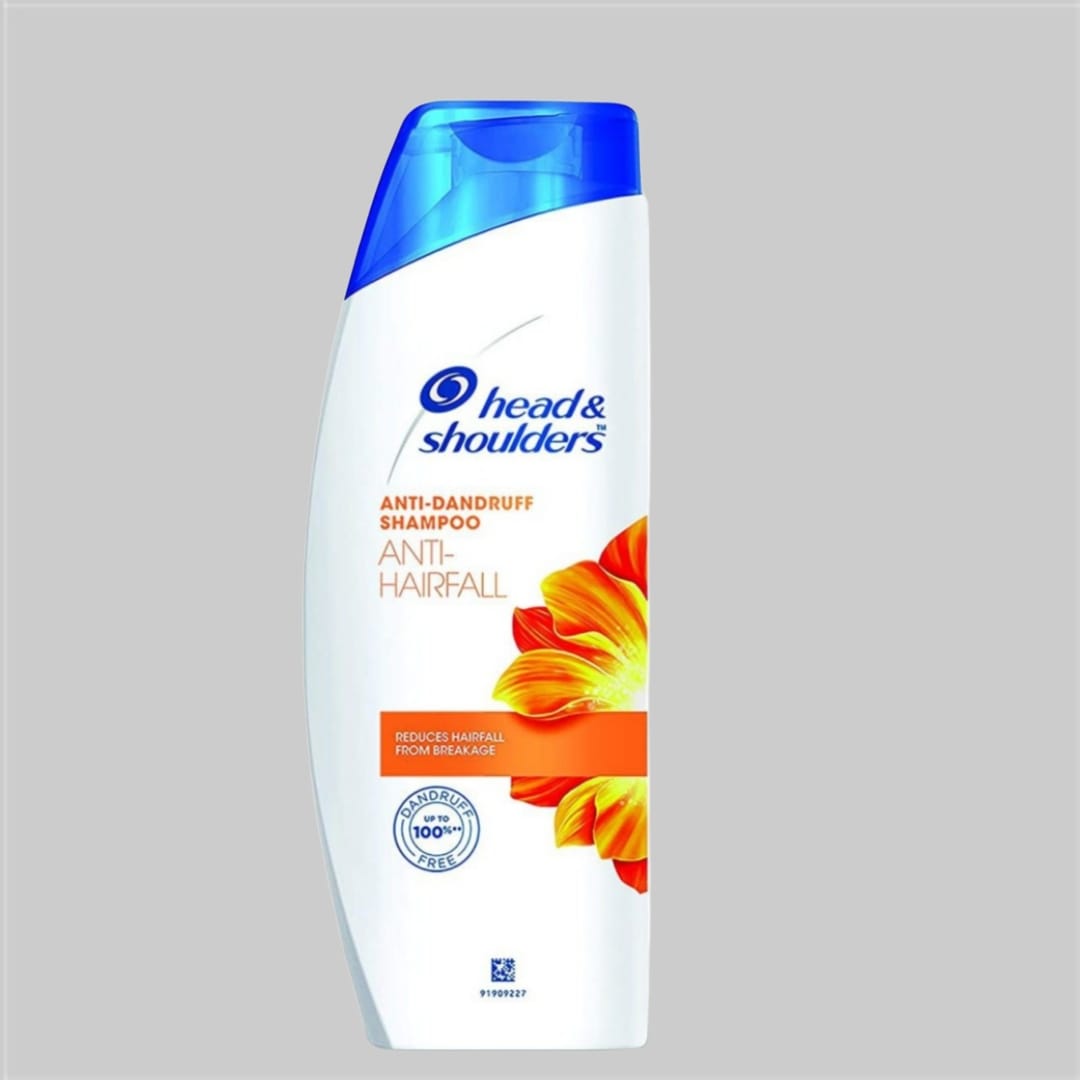 head&
shoulders™
ANTI-DANDRUFF
SHAMPOO
ANTI-
HAIRFALL
REDUCES HAIRFALL
FROM BREAKAGE
DANDRUFF
UP TO
100%**
FREE
91909227